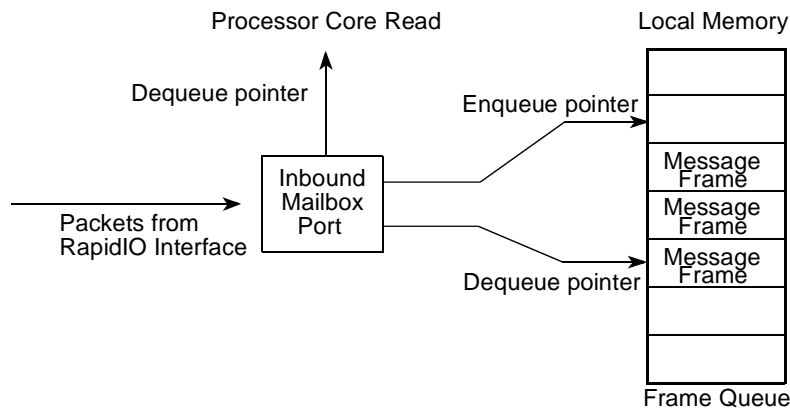 Processor Core Read
Local Memory
Dequeue pointer
Enqueue pointer
Inbound
Mailbox
Port
Message
Frame
Message
Frame
Message
Frame
Packets from
RapidIO Interface
Dequeue pointer
Frame Queue